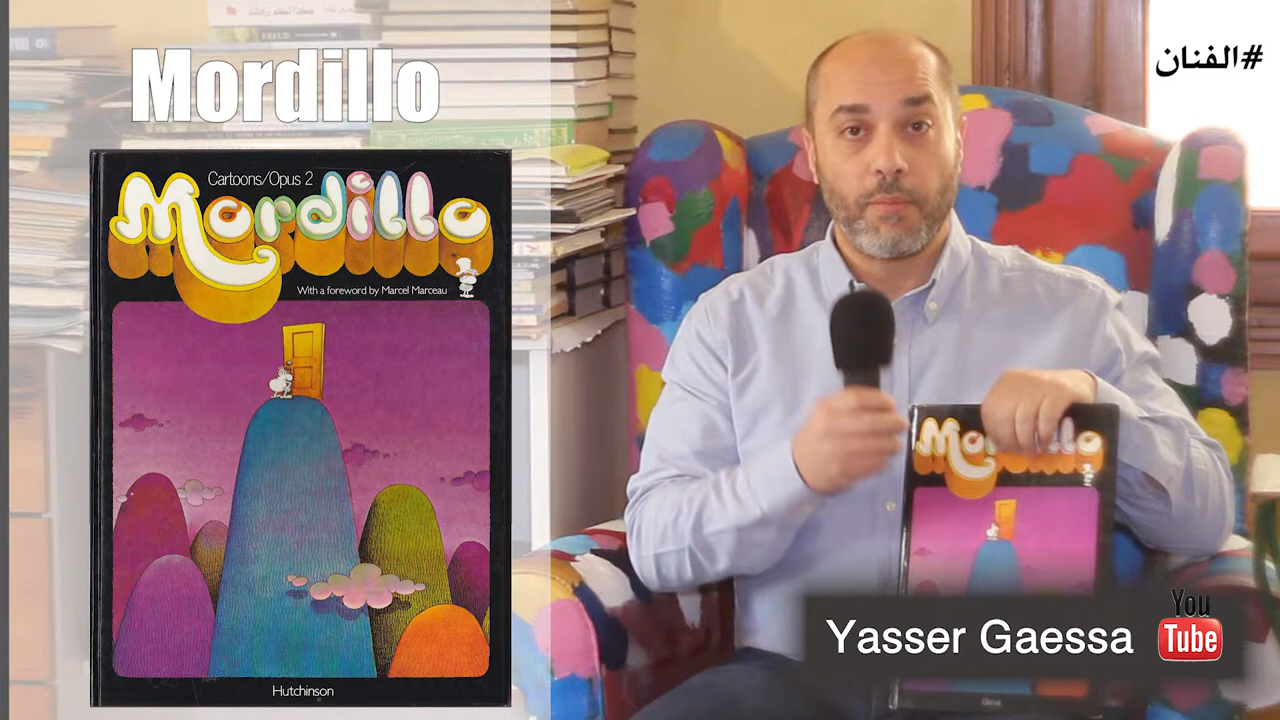 Mordillo
#الفنان
Cartoons/Opus 2
Mordillo
With a foreword by Marcel Marceau
Hutchinson
Mordillo
Yasser Gaessa
You
Tube